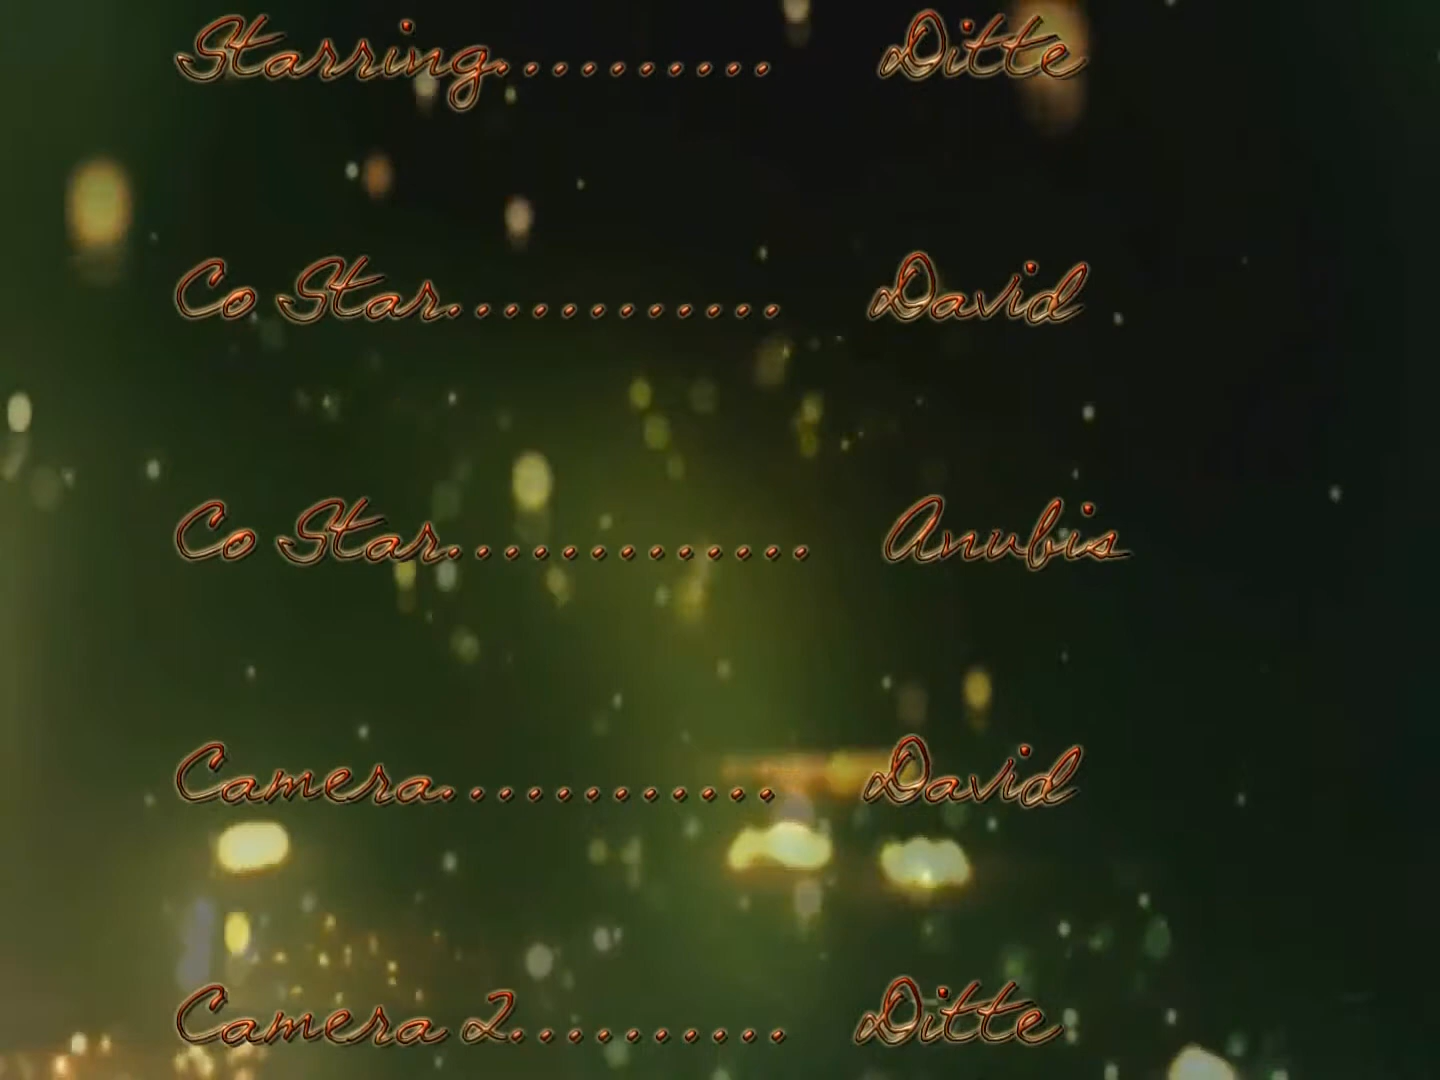 Starring.......... Ditte
Co Star............ David
Co Star............. Anubis
Camera............ David
Camera 2.......... Ditte